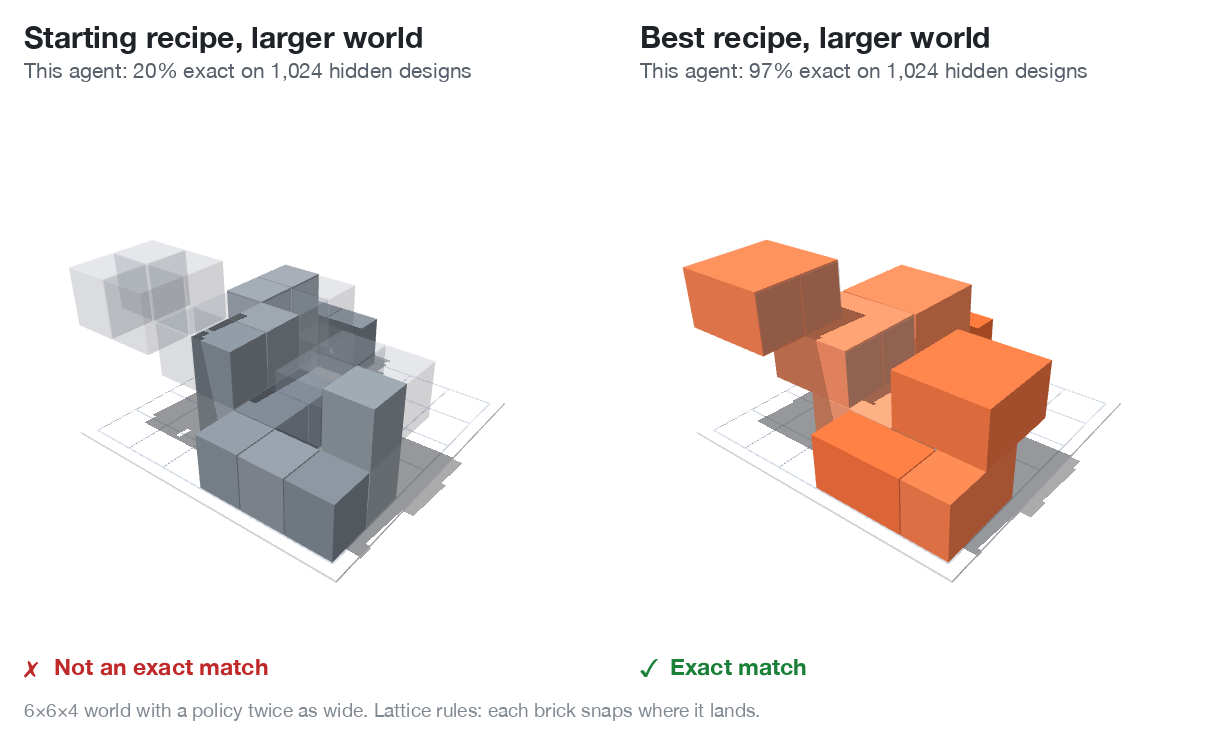 Starting recipe, larger world
This agent: 20% exact on 1,024 hidden designs
Best recipe, larger world
This agent: 97% exact on 1,024 hidden designs
✗ Not an exact match
✓ Exact match
6×6×4 world with a policy twice as wide. Lattice rules: each brick snaps where it lands.